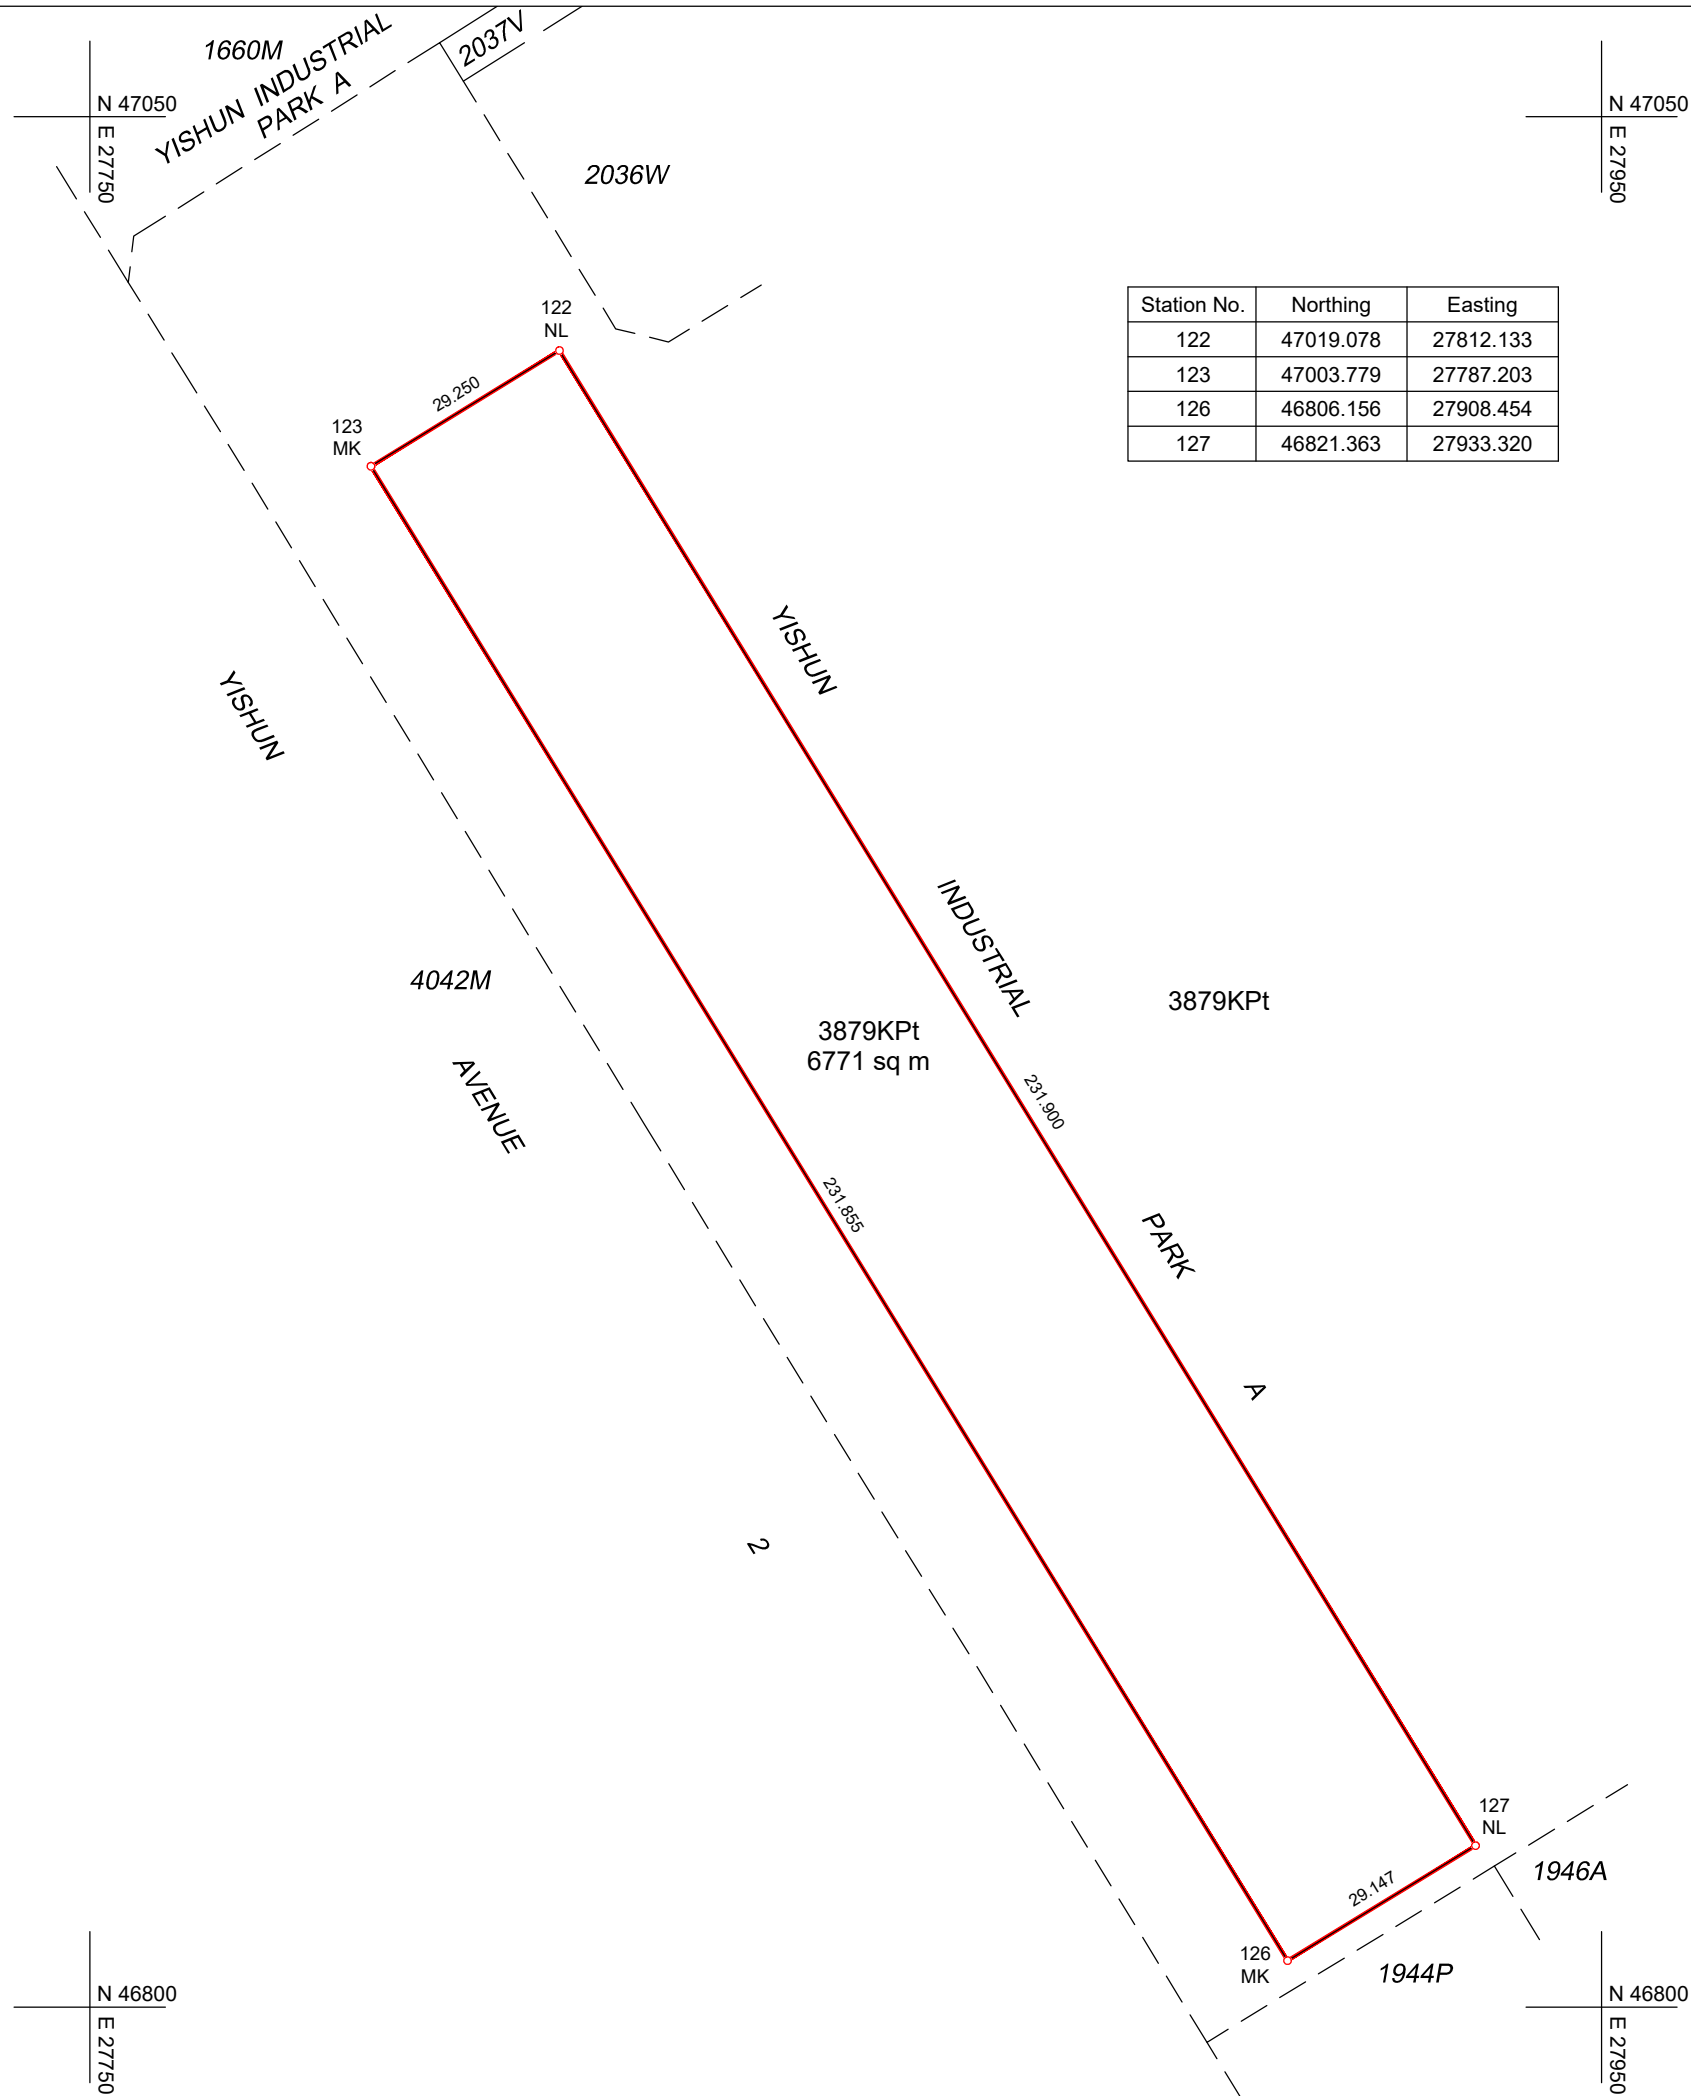 1660M
YISHUN INDUSTRIAL
PARK A
2037V
N 47050
E 27750
N 47050
E 27950
2036W
Station No. Northing Easting
122 47019.078 27812.133
123 47003.779 27787.203
126 46806.156 27908.454
127 46821.363 27933.320
122
NL
29.250
123
MK
YISHUN
INDUSTRIAL
PARK
A
YISHUN
AVENUE
2
4042M
3879KPt
6771 sq m
3879KPt
231.900
231.855
127
NL
29.147
1946A
126
MK
1944P
N 46800
E 27750
N 46800
E 27950